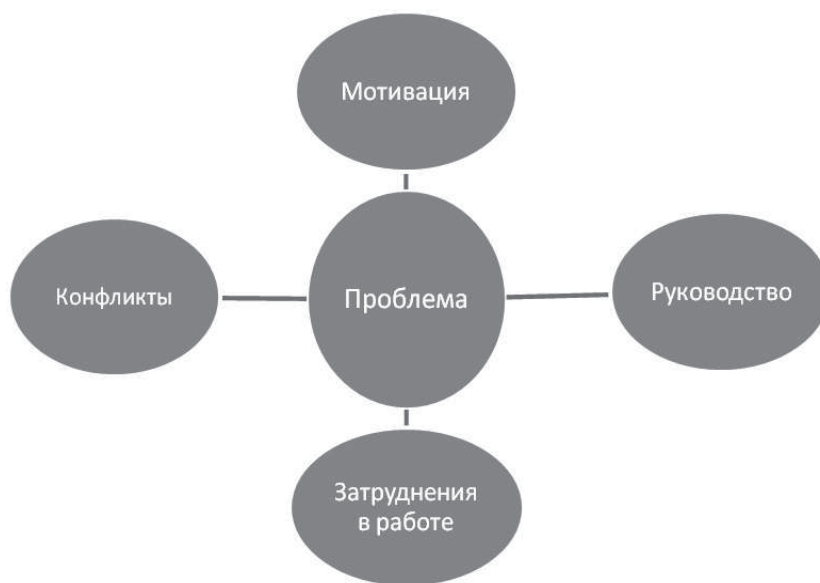 Мотивация
Конфликты
Проблема
Руководство
Затруднения
в работе